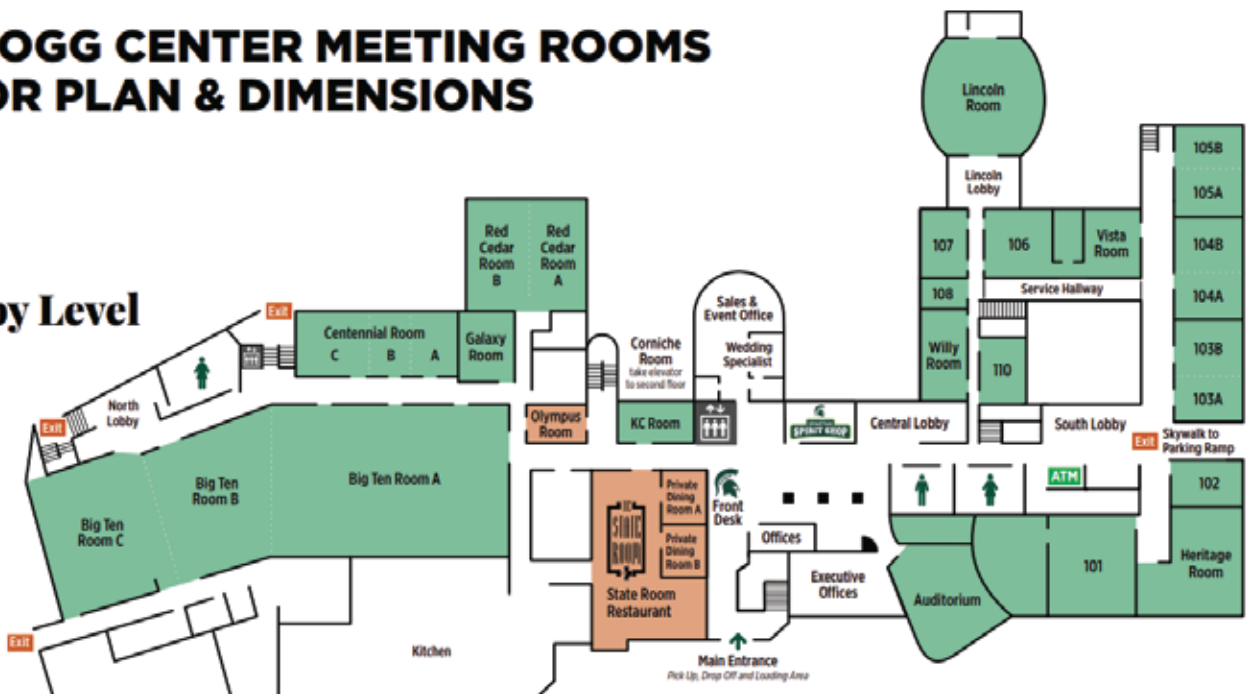 OGG CENTER MEETING ROOMS
OR PLAN & DIMENSIONS
by Level
Lincoln
Room
Lincoln
Lobby
105B
105A
104B
104A
103B
103A
107
106
Vista
Room
108
Service Hallway
Willy
Room
110
Red
Cedar
Room
B
Red
Cedar
Room
A
Sales &
Event Office
Wedding
Specialist
Exit
Centennial Room
C
B
A
Galaxy
Room
Corniche
Room
take elevator
to second floor
North
Lobby
Exit
Olympus
Room
KC Room
SPIRIT SHOP
Central Lobby
South Lobby
Exit
Skywalk to
Parking Ramp
Big Ten
Room C
Big Ten
Room B
Big Ten Room A
Private
Dining
Room A
Private
Dining
Room B
THE
STATE
ROOM
State Room
Restaurant
Front
Desk
ATM
102
Offices
Executive
Offices
Auditorium
101
Heritage
Room
Exit
Kitchen
Main Entrance
Pick Up, Drop Off and Loading Area